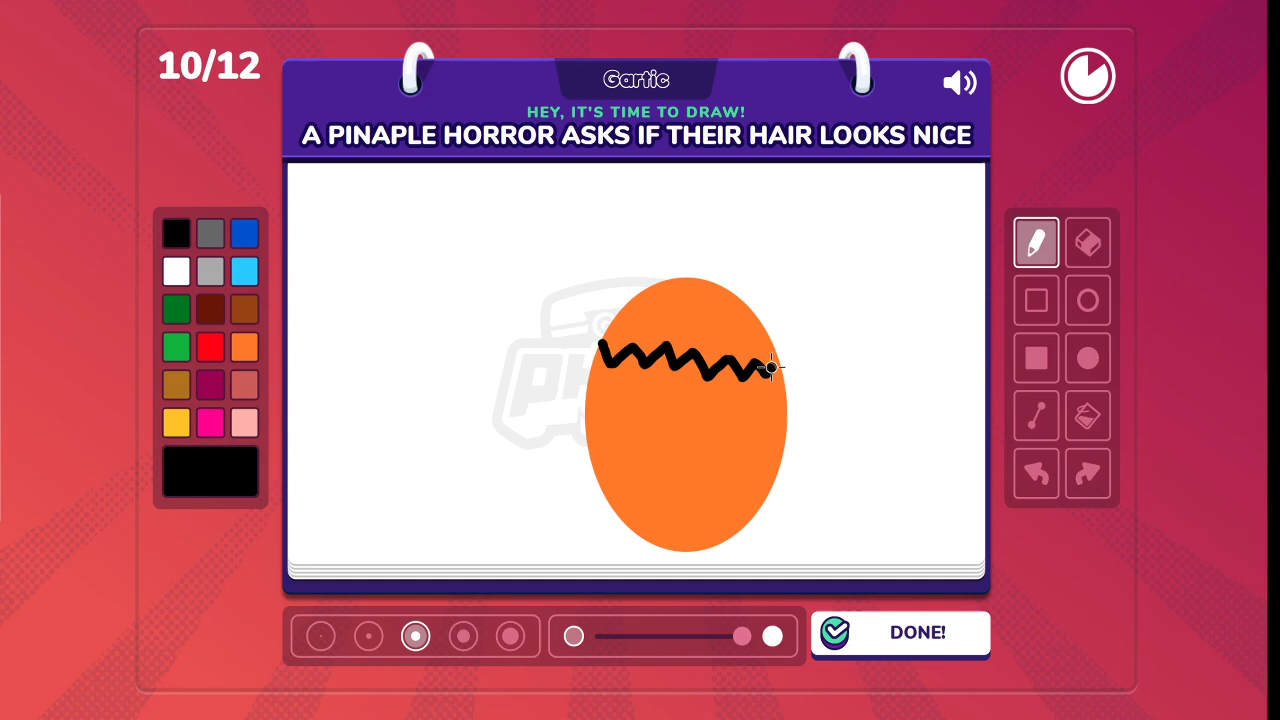 10/12
Gartic
HEY, IT'S TIME TO DRAW!
A PINAPLE HORROR ASKS IF THEIR HAIR LOOKS NICE
DONE!